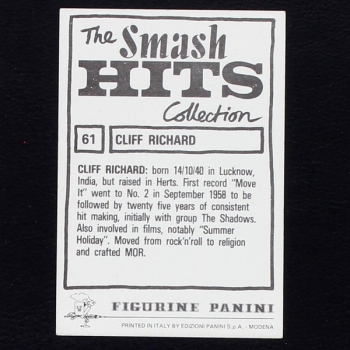 The Smash
HITS
Collection
61 CLIFF RICHARD
CLIFF RICHARD: born 14/10/40 in Lucknow,
India, but raised in Herts. First record "Move
It" went to No. 2 in September 1958 to be
followed by twenty five years of consistent
hit making, initially with group The Shadows.
Also involved in films, notably "Summer
Holiday". Moved from rock'n'roll to religion
and crafted MOR.
FIGURINE PANINI
PRINTED IN ITALY BY EDIZIONI PANINI S.p.A. - MODENA